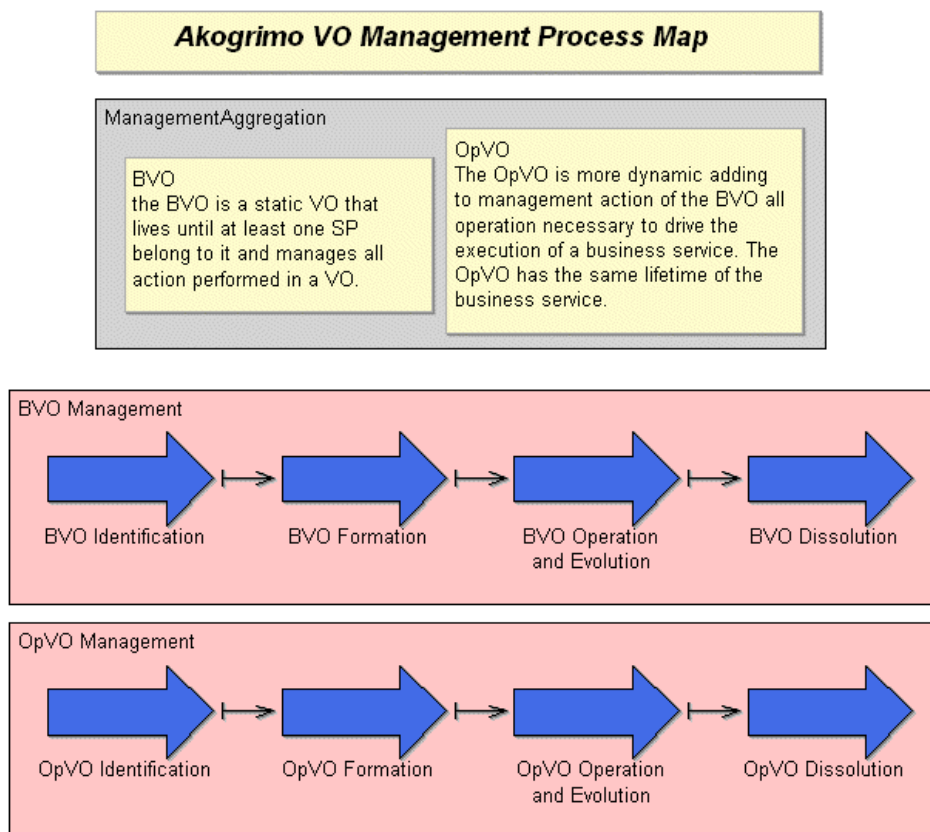 Akogrimo VO Management Process Map
ManagementAggregation
BVO
the BVO is a static VO that
lives until at least one SP
belong to it and manages all
action performed in a VO.
OpVO
The OpVO is more dynamic adding
to management action of the BVO all
operation necessary to drive the
execution of a business service. The
OpVO has the same lifetime of the
business service.
BVO Management
BVO Identification
BVO Formation
BVO Operation
and Evolution
BVO Dissolution
OpVO Management
OpVO Identification
OpVO Formation
OpVO Operation
and Evolution
OpVO Dissolution